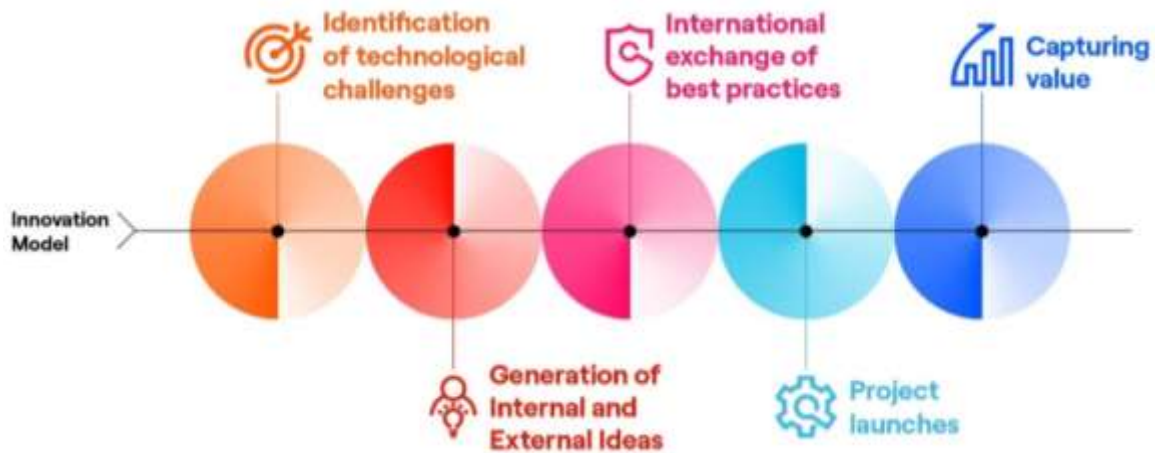 Innovation
Model
Identification
of technological
challenges
Generation of
Internal and
External Ideas
International
exchange of
best practices
Project
launches
Capturing
value